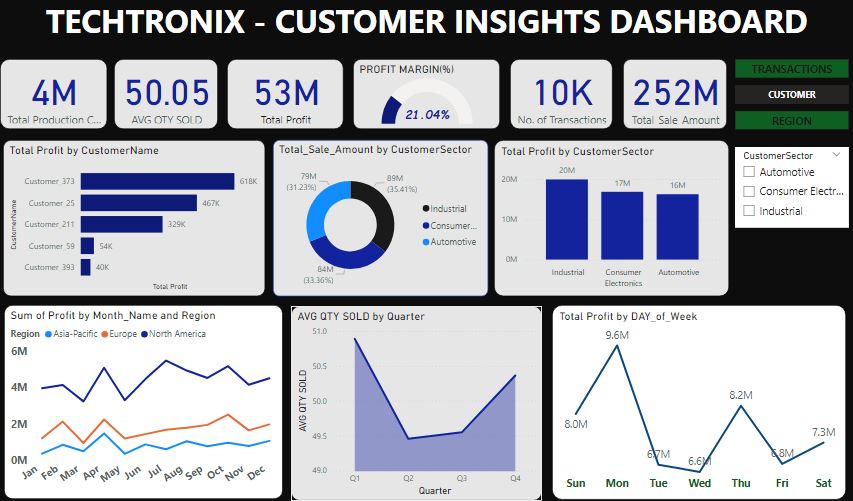 TECHTRONIX - CUSTOMER INSIGHTS DASHBOARD
4M
Total Production C...
50.05
AVG QTY SOLD
53M
Total Profit
PROFIT MARGIN(%)
21.04%
10K
No. of Transactions
252M
Total Sale Amount
TRANSACTIONS
CUSTOMER
REGION
Total Profit by CustomerName
CustomerName
Customer 373
618K
Customer 25
467K
Customer 211
329K
Customer 59
54K
Customer 393
40K
Total Profit
Total_Sale_Amount by CustomerSector
79M
(31.23%)
89M
(35.41%)
84M
(33.36%)
Industrial
Consumer...
Automotive
Total Profit by CustomerSector
20M
10M
0M
20M
17M
16M
Industrial
Consumer
Electronics
Automotive
CustomerSector
Automotive
Consumer Electr...
Industrial
Sum of Profit by Month_Name and Region
Region Asia-Pacific Europe North America
6M
4M
2M
0M
Jan Feb Mar Apr May Jun Jul Aug Sep Oct Nov Dec
AVG QTY SOLD by Quarter
AVG QTY SOLD
51.0
50.5
50.0
49.5
49.0
Q1 Q2 Q3 Q4
Quarter
Total Profit by DAY_of_Week
8.0M
9.6M
6.7M
6.6M
8.2M
6.8M
7.3M
Sun Mon Tue Wed Thu Fri Sat